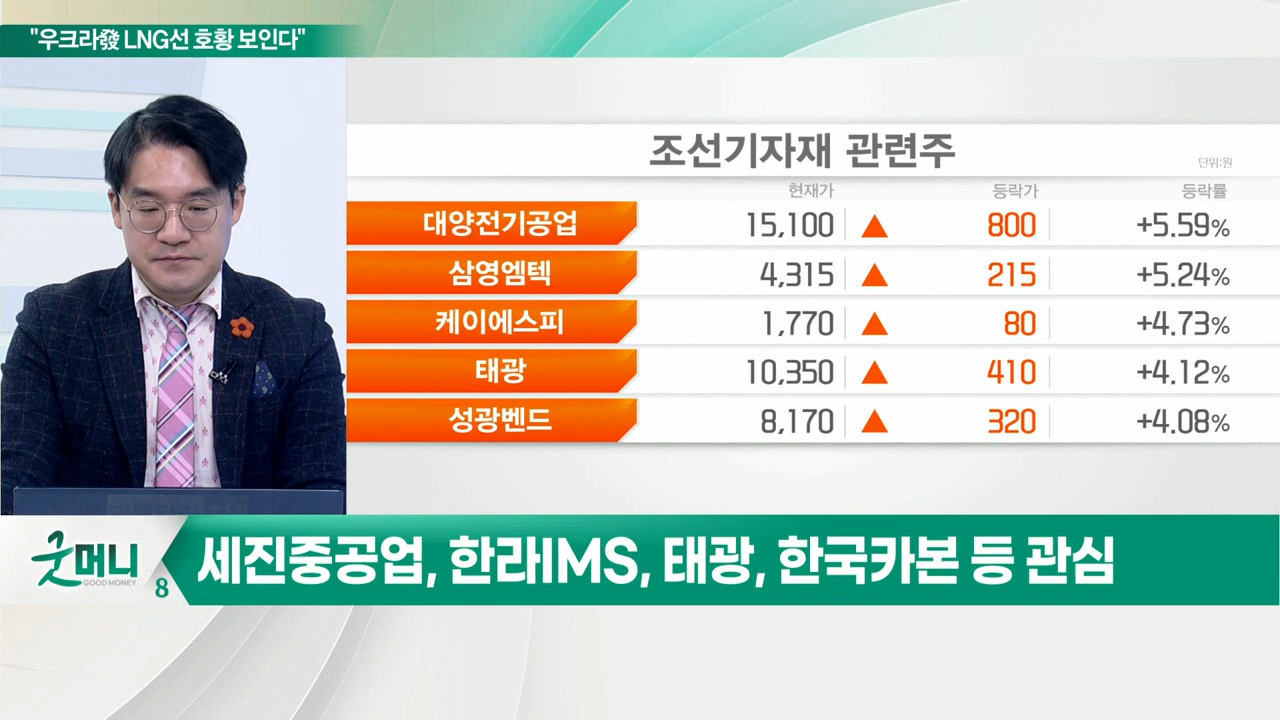 "우크라發 LNG선 호황 보인다"
조선기자재 관련주
단위:원
현재가 등락가 등락률
대양전기공업 15,100 ▲ 800 +5.59%
삼영엠텍 4,315 ▲ 215 +5.24%
케이에스피 1,770 ▲ 80 +4.73%
태광 10,350 ▲ 410 +4.12%
성광벤드 8,170 ▲ 320 +4.08%
굿머니
GOOD MONEY
8
세진중공업, 한라IMS, 태광, 한국카본 등 관심